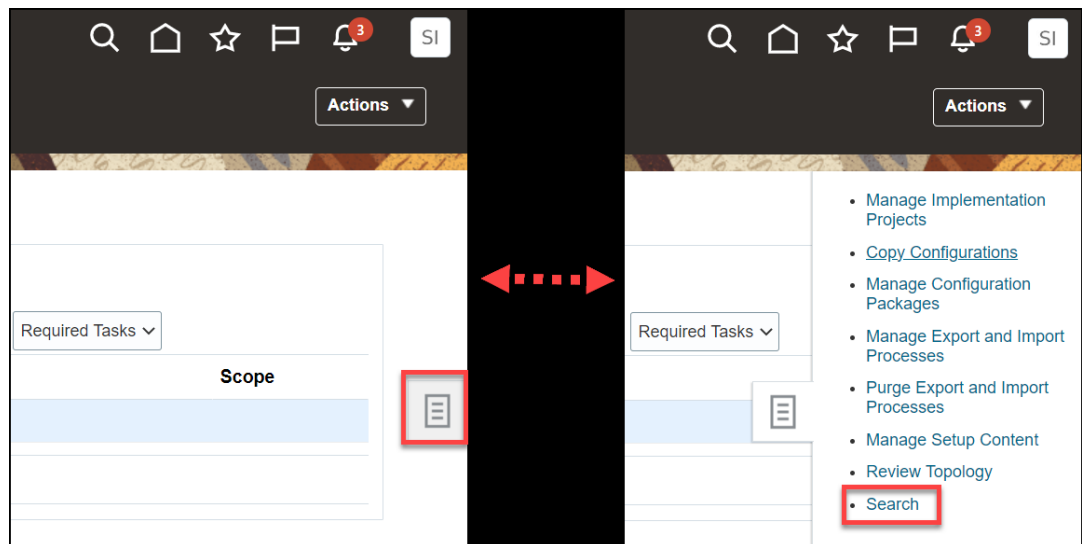 3
SI
Actions
Required Tasks
Scope
3
SI
Actions
Required Tasks
Manage Implementation
Projects
Copy Configurations
Manage Configuration
Packages
Manage Export and Import
Processes
Purge Export and Import
Processes
Manage Setup Content
Review Topology
Search